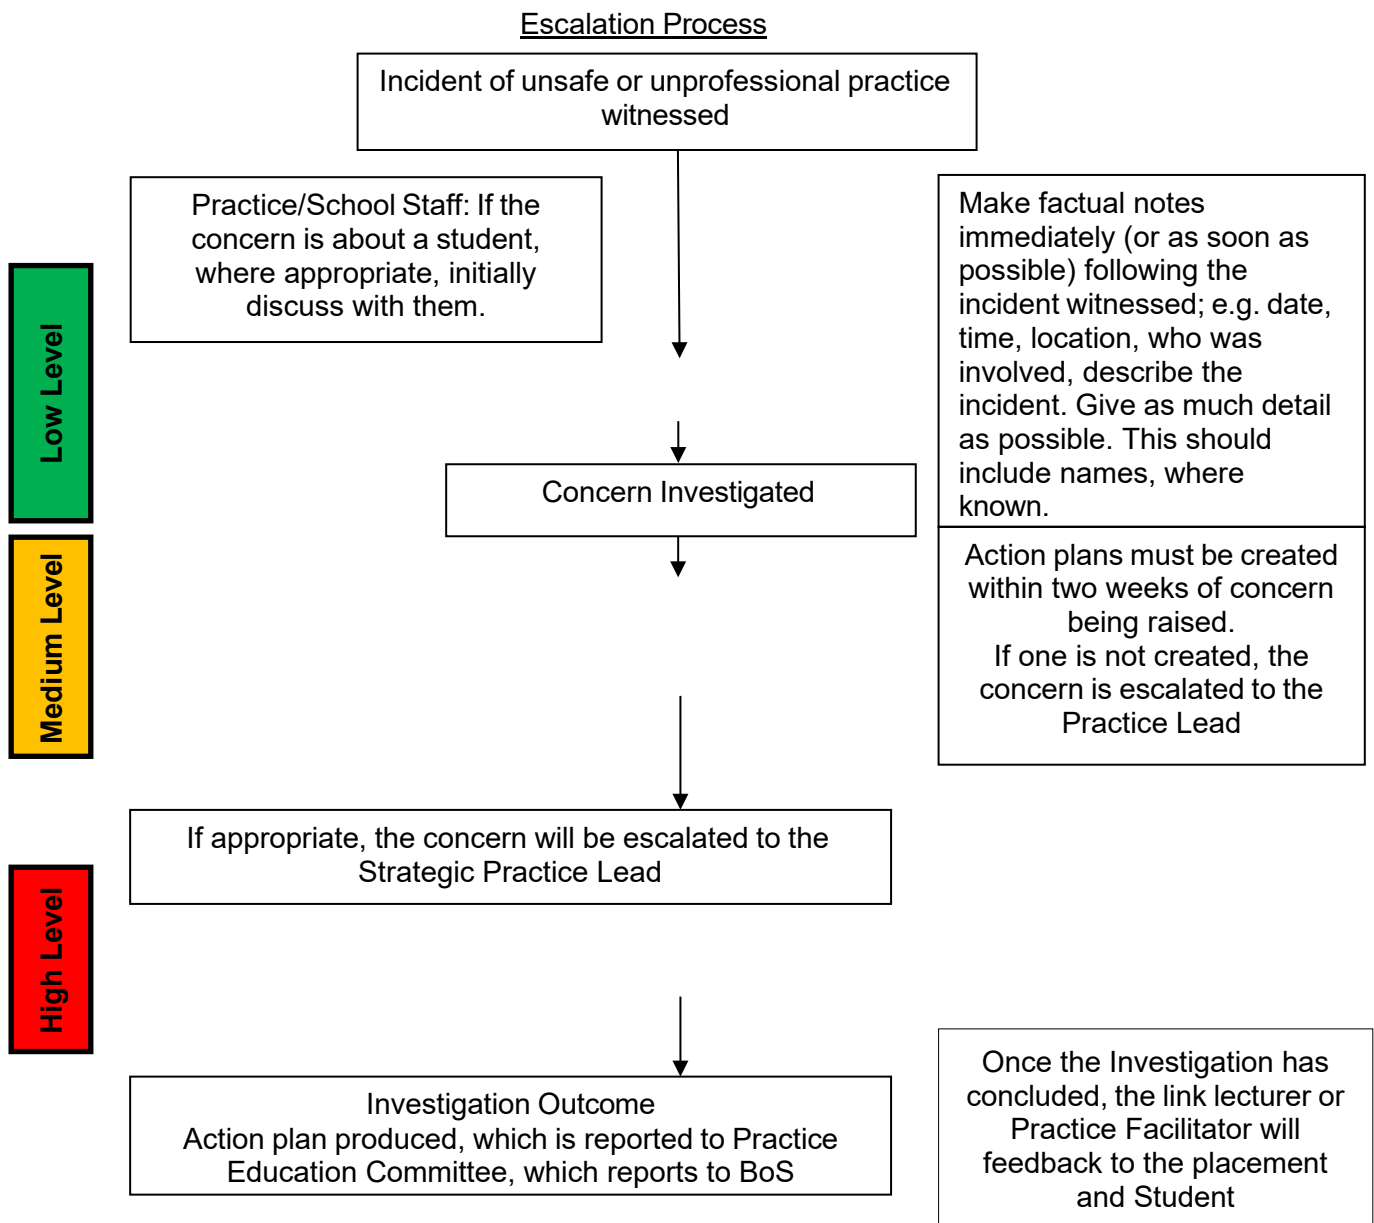 Escalation Process
Incident of unsafe or unprofessional practice
witnessed
Practice/School Staff: If the
concern is about a student,
where appropriate, initially
discuss with them.
Make factual notes
immediately (or as soon as
possible) following the
incident witnessed; e.g. date,
time, location, who was
involved, describe the
incident. Give as much detail
as possible. This should
include names, where
known.
Low Level
Concern Investigated
Action plans must be created
within two weeks of concern
being raised.
If one is not created, the
concern is escalated to the
Practice Lead
Medium Level
If appropriate, the concern will be escalated to the
Strategic Practice Lead
High Level
Investigation Outcome
Action plan produced, which is reported to Practice
Education Committee, which reports to BoS
Once the Investigation has
concluded, the link lecturer or
Practice Facilitator will
feedback to the placement
and Student